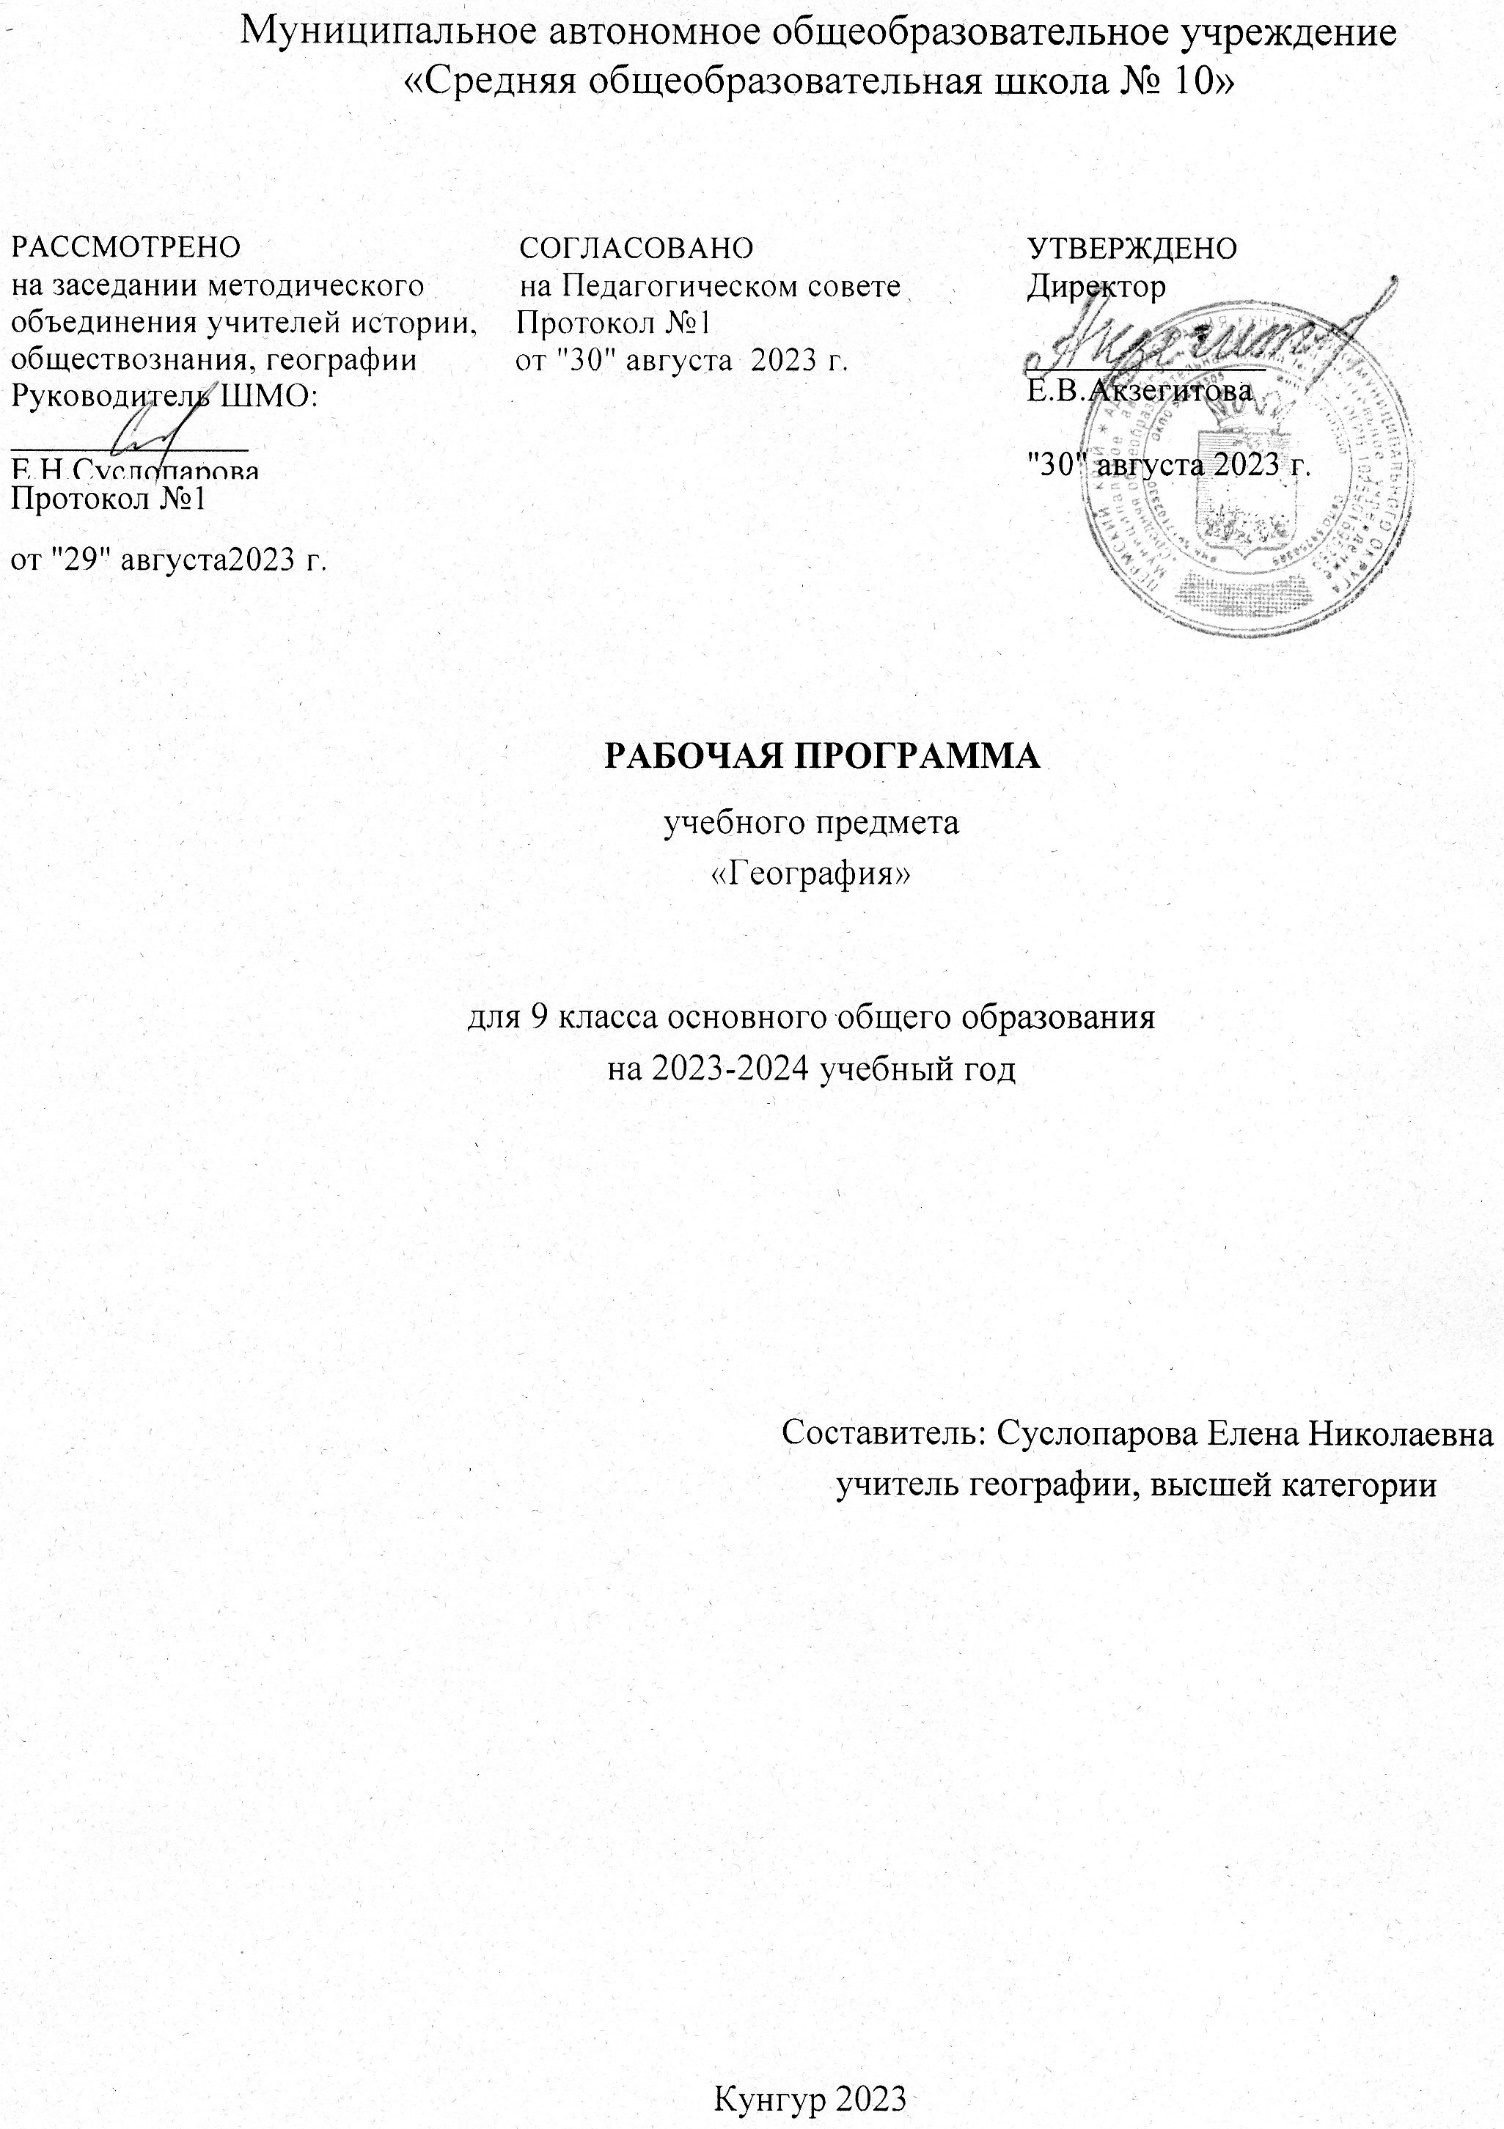 Муниципальное автономное общеобразовательное учреждение
«Средняя общеобразовательная школа № 10»
РАССМОТРЕНО
на заседании методического
объединения учителей истории,
обществознания, географии
Руководитель ШМО:
Е.Н.Суслопарова
Протокол №1
от "29" августа2023 г.
СОГЛАСОВАНО
на Педагогическом совете
Протокол №1
от "30" августа 2023 г.
УТВЕРЖДЕНО
Директор
Акзегитова
Е.В.Акзегитова
"30" августа 2023 г.
РАБОЧАЯ ПРОГРАММА
учебного предмета
«География»
для 9 класса основного общего образования
на 2023-2024 учебный год
Составитель: Суслопарова Елена Николаевна
учитель географии, высшей категории
Кунгур 2023